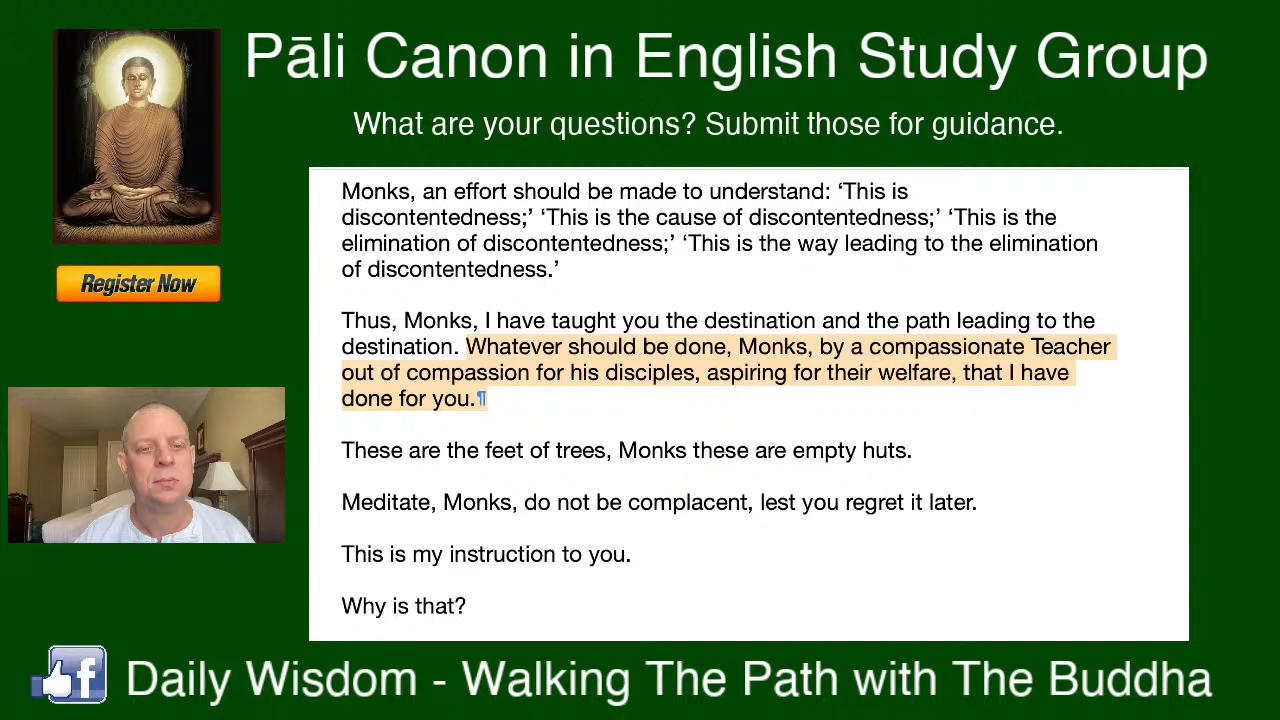 Pāli Canon in English Study Group
What are your questions? Submit those for guidance.
Register Now
Monks, an effort should be made to understand: ‘This is
discontentedness;’ ‘This is the cause of discontentedness;’ ‘This is the
elimination of discontentedness;’ ‘This is the way leading to the elimination
of discontentedness.’
Thus, Monks, I have taught you the destination and the path leading to the
destination. Whatever should be done, Monks, by a compassionate Teacher
out of compassion for his disciples, aspiring for their welfare, that I have
done for you.¶
These are the feet of trees, Monks these are empty huts.
Meditate, Monks, do not be complacent, lest you regret it later.
This is my instruction to you.
Why is that?
f
Daily Wisdom - Walking The Path with The Buddha